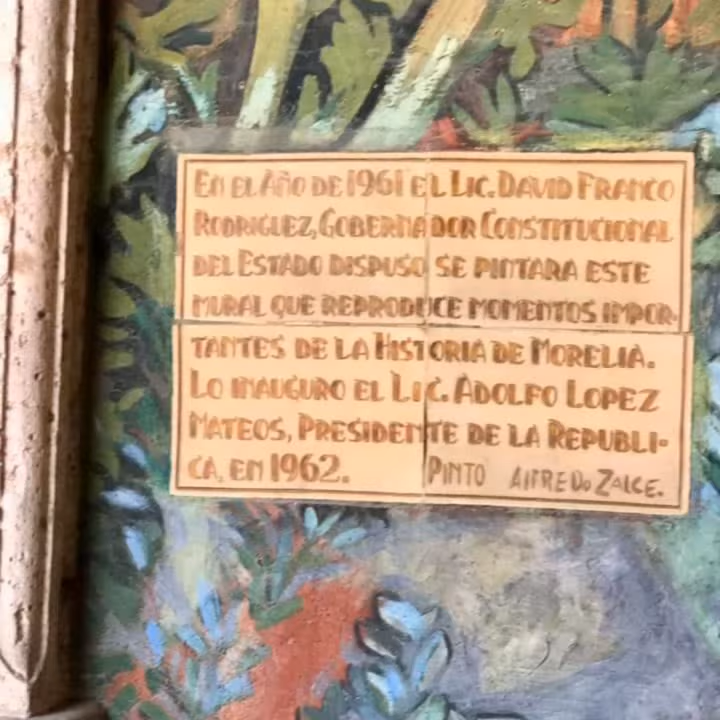 En el Año de 1961 el Lic. David Franco
Rodriguez, Gobernador Constitucional
del Estado dispuso se pintara este
mural que reproduce momentos impor-
tantes de la Historia de Morelia.
Lo inauguro el Lic. Adolfo Lopez
Mateos, Presidente de la Republi-
ca, en 1962. Pinto Alfredo Zalce.